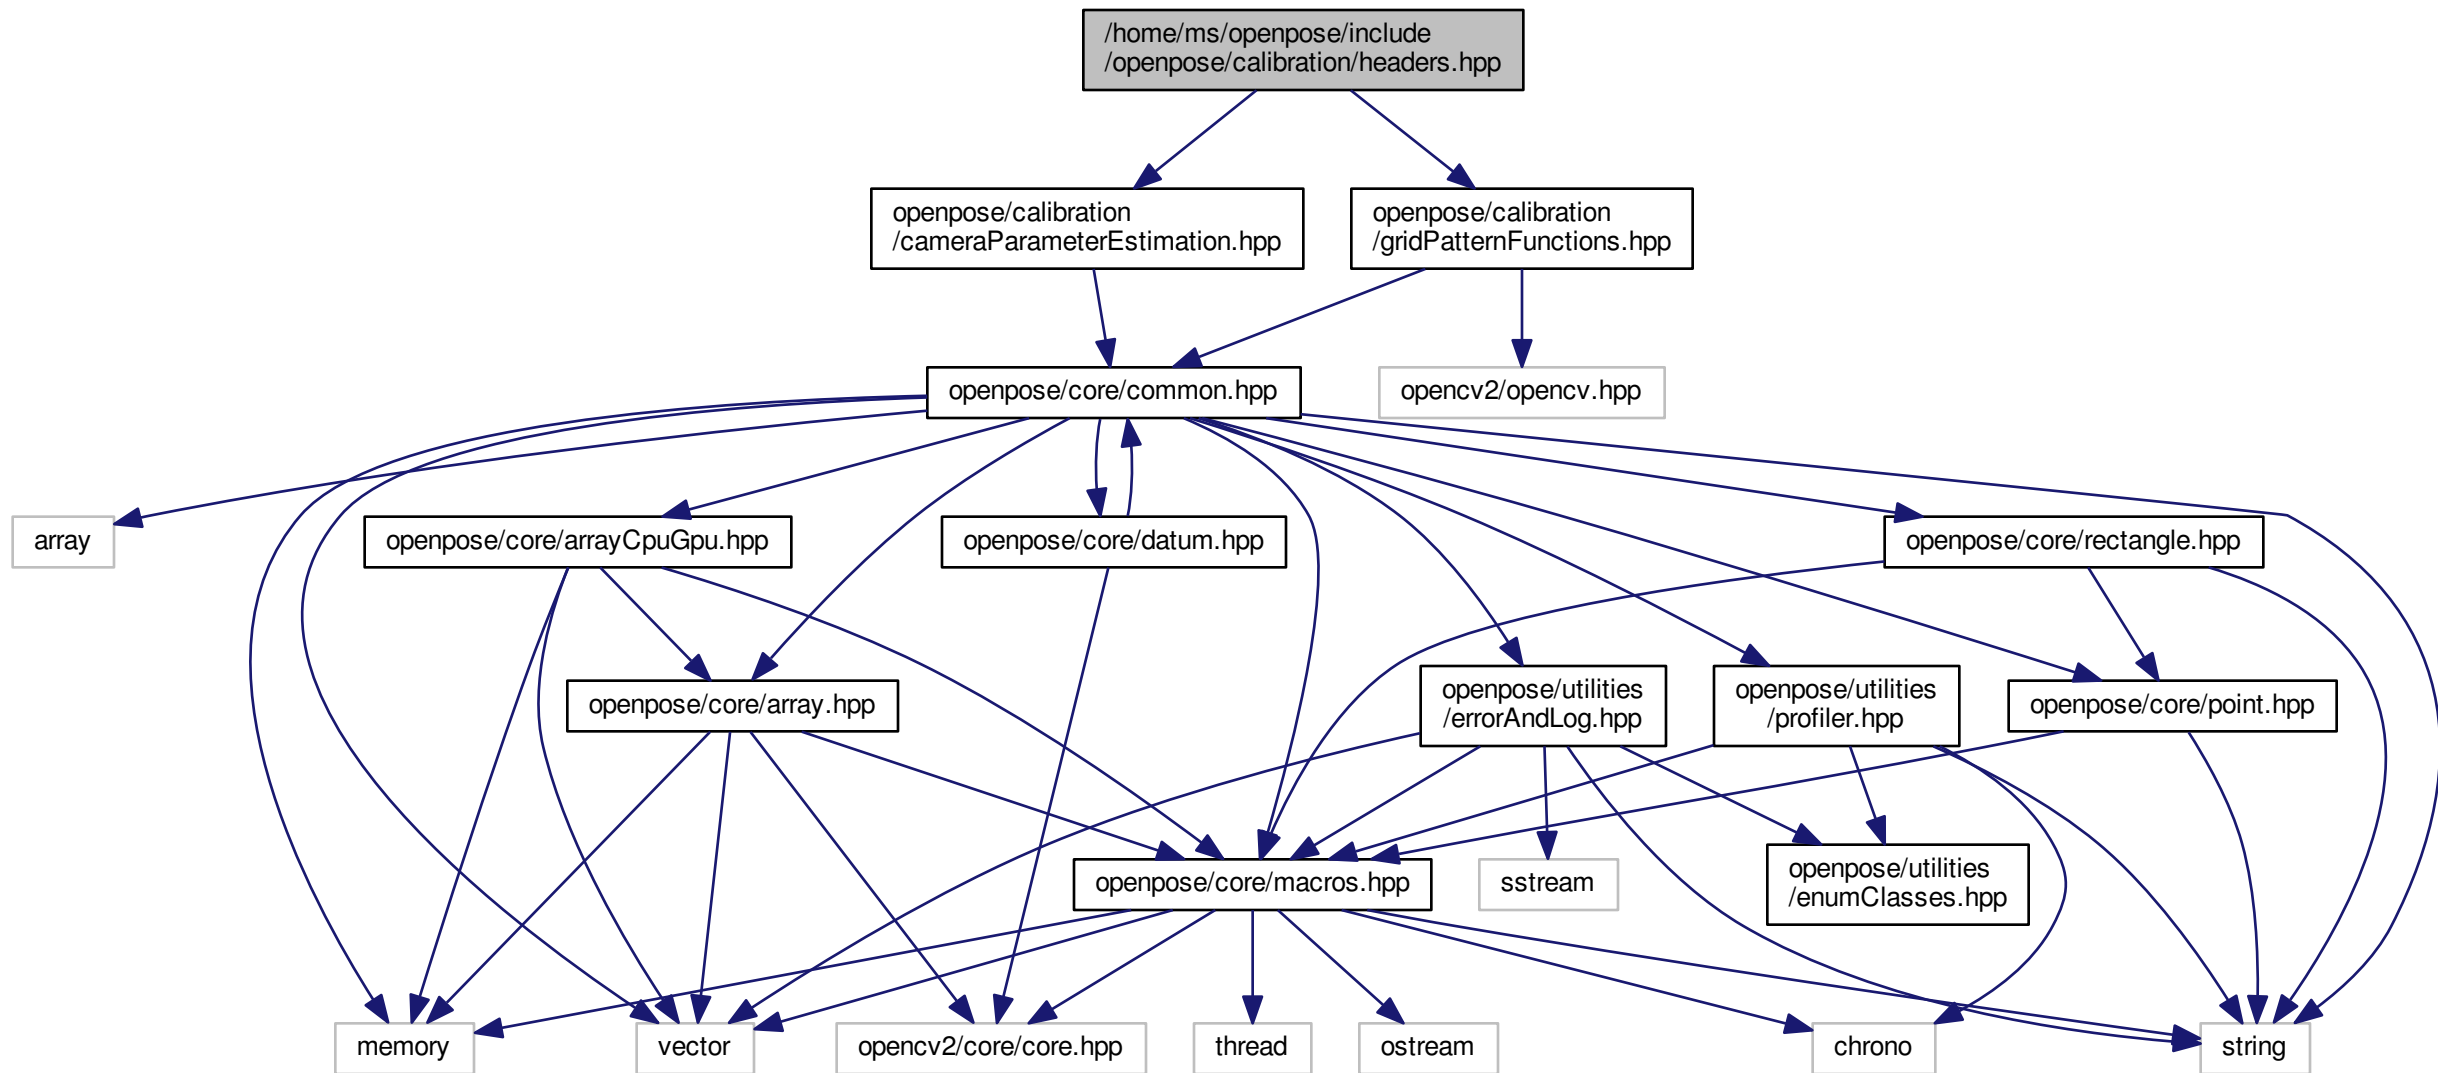 /home/ms/openpose/include
/openpose/calibration/headers.hpp
openpose/calibration
/cameraParameterEstimation.hpp
openpose/calibration
/gridPatternFunctions.hpp
openpose/core/common.hpp
opencv2/opencv.hpp
array
openpose/core/arrayCpuGpu.hpp
openpose/core/datum.hpp
openpose/core/rectangle.hpp
openpose/core/array.hpp
openpose/utilities
/errorAndLog.hpp
openpose/utilities
/profiler.hpp
openpose/core/point.hpp
openpose/core/macros.hpp
sstream
openpose/utilities
/enumClasses.hpp
memory
vector
opencv2/core/core.hpp
thread
ostream
chrono
string